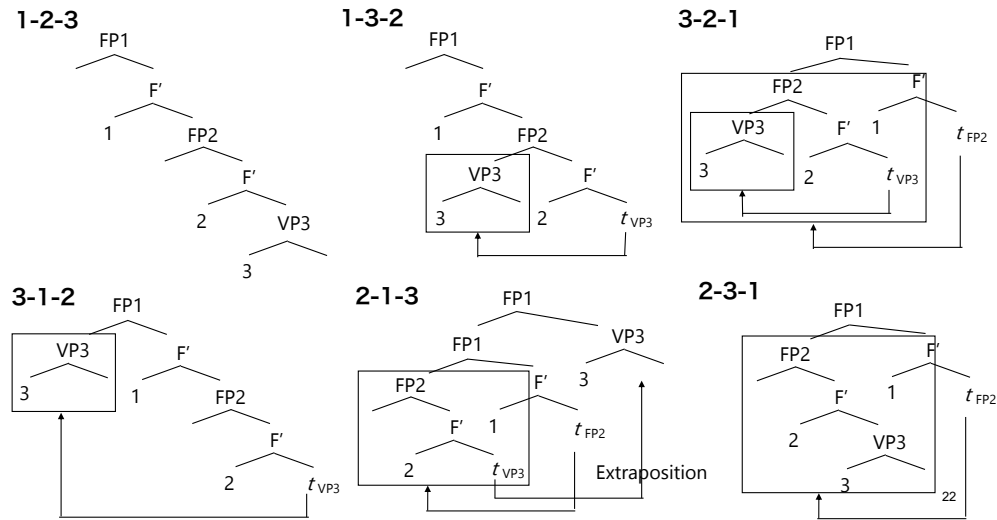 1-2-3
FP1
F’
1
FP2
F’
2
VP3
3
1-3-2
FP1
F’
1
FP2
VP3
F’
3
2
t VP3
3-2-1
FP1
FP2
F’
VP3
F’
1
t FP2
3
2
t VP3
3-1-2
FP1
VP3
F’
3
1
FP2
F’
2
t VP3
2-1-3
FP1
FP1
VP3
FP2
F’
3
F’
1
t FP2
2
t VP3
Extraposition
2-3-1
FP1
FP2
F’
F’
1
t FP2
2
VP3
3
22